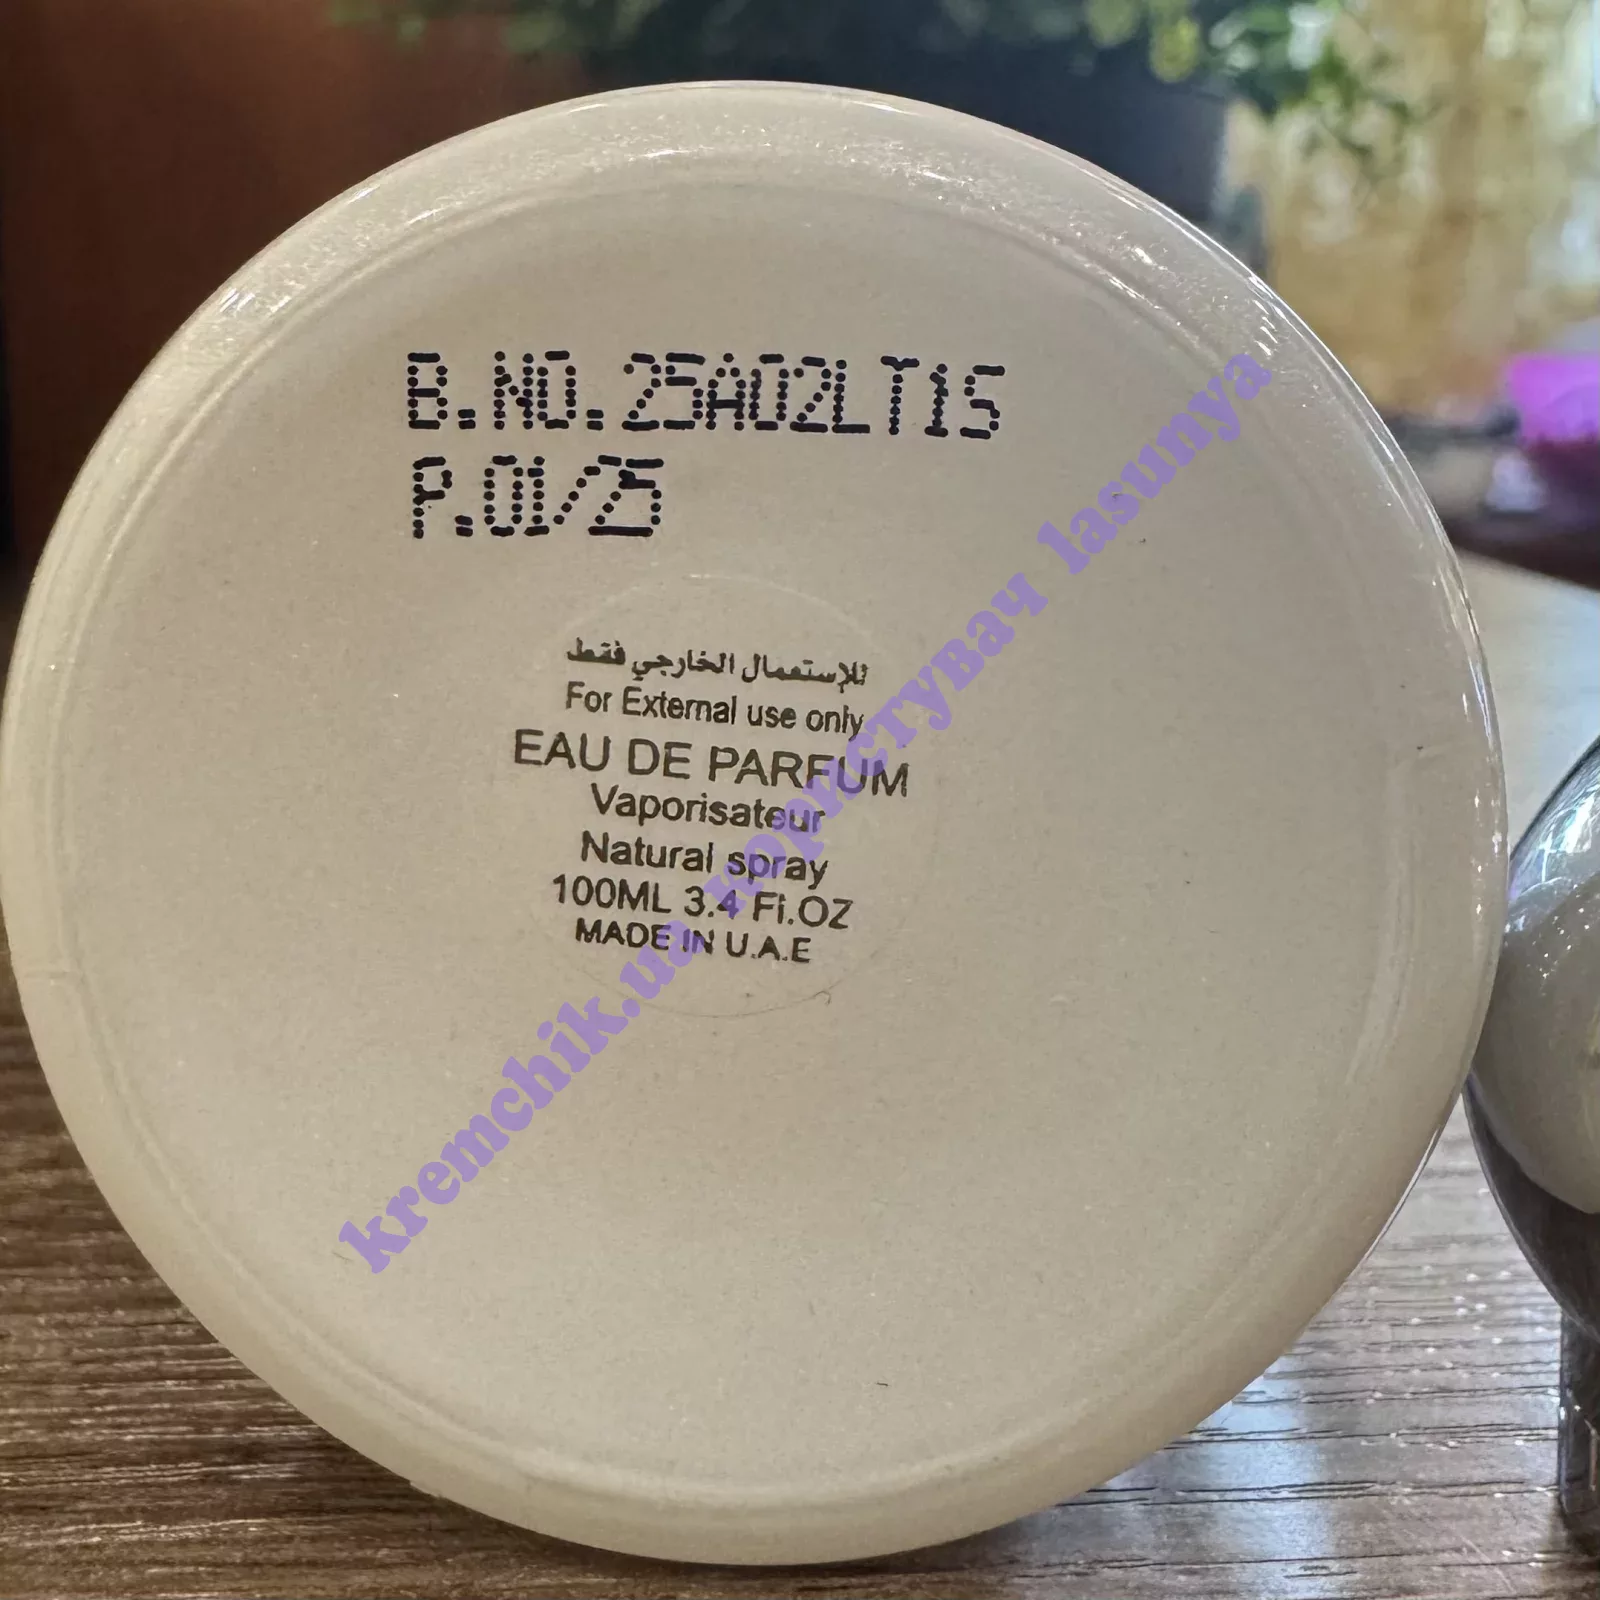 B.NO.25A02LT1S
P.01/25
للإستعمال الخارجي فقط
For External use only
EAU DE PARFUM
Vaporisateur
Natural spray
100ML 3.4 Fl.OZ
MADE IN U.A.E
kremchik.ua користувач lasunya